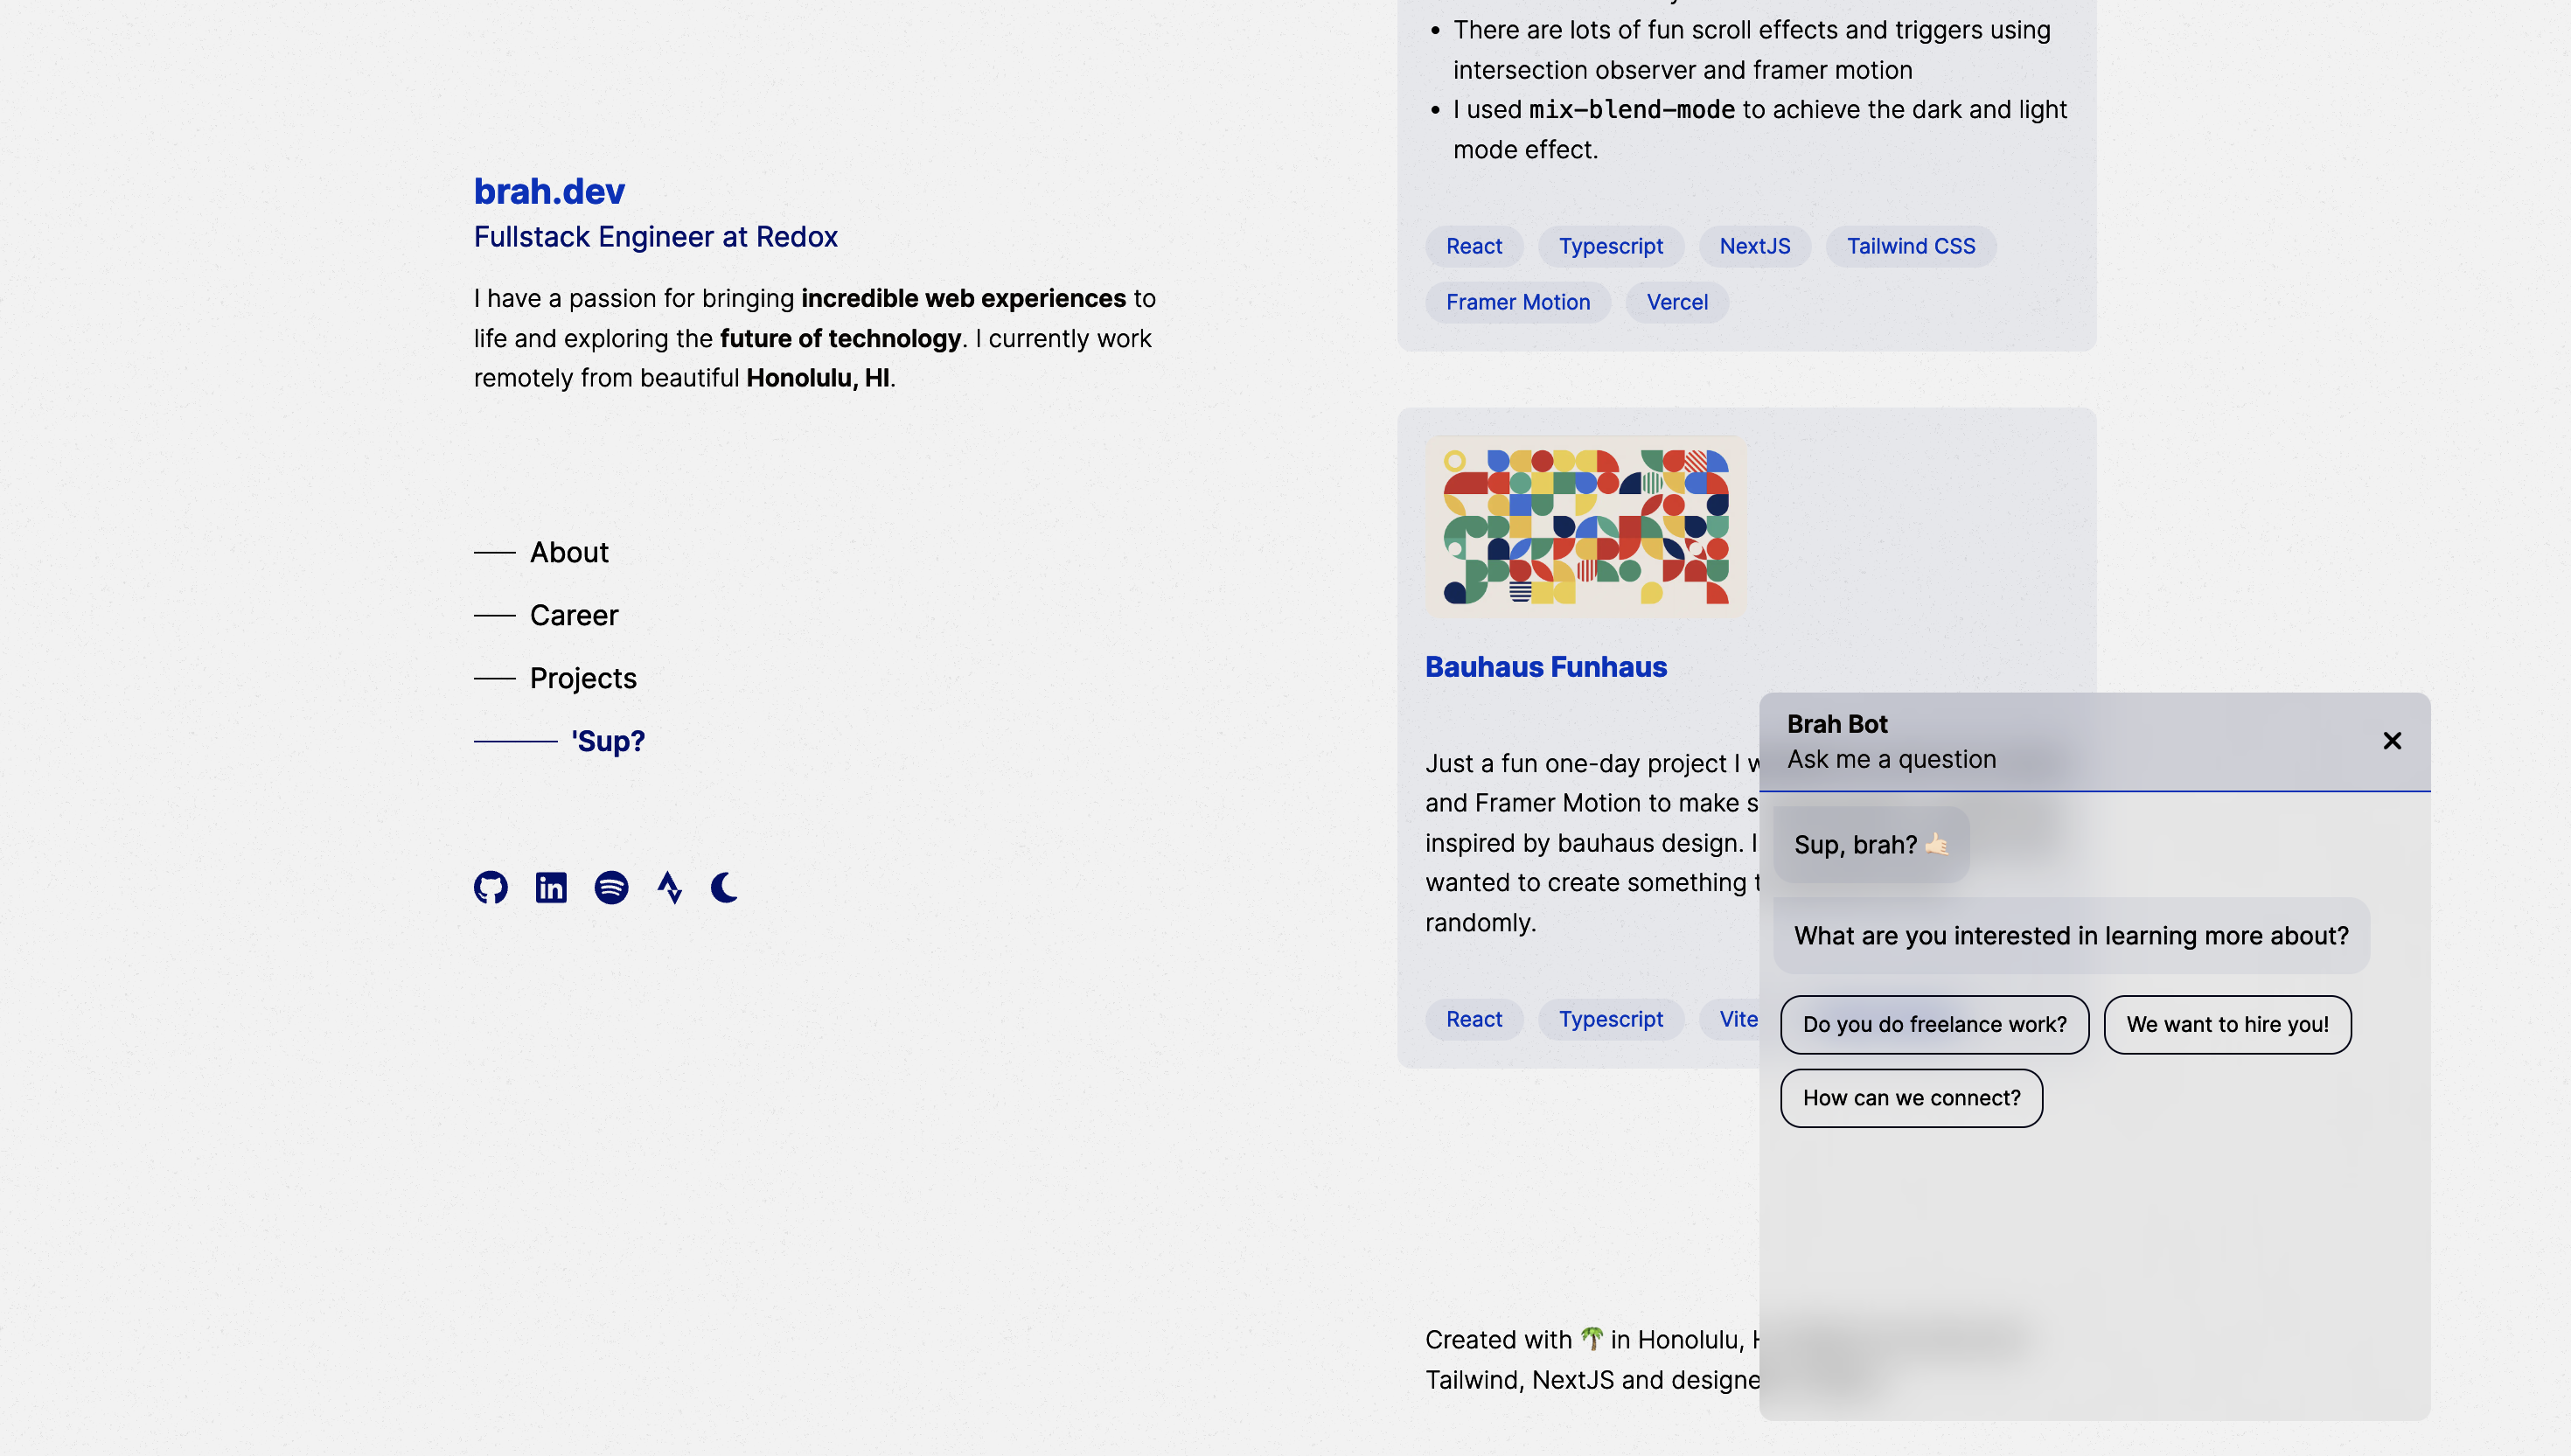 brah.dev
Fullstack Engineer at Redox
I have a passion for bringing incredible web experiences to
life and exploring the future of technology. I currently work
remotely from beautiful Honolulu, HI.
About
Career
Projects
'Sup?
There are lots of fun scroll effects and triggers using
intersection observer and framer motion
I used mix-blend-mode to achieve the dark and light
mode effect.
React
Typescript
NextJS
Tailwind CSS
Framer Motion
Vercel
Bauhaus Funhaus
Just a fun one-day project I
and Framer Motion to make
inspired by bauhaus design. I
wanted to create something
randomly.
React
Typescript
Vite
Created with 🌴 in Honolulu,
Tailwind, NextJS and designe
Brah Bot
Ask me a question
Sup, brah? 🤙🏻
What are you interested in learning more about?
Do you do freelance work?
We want to hire you!
How can we connect?